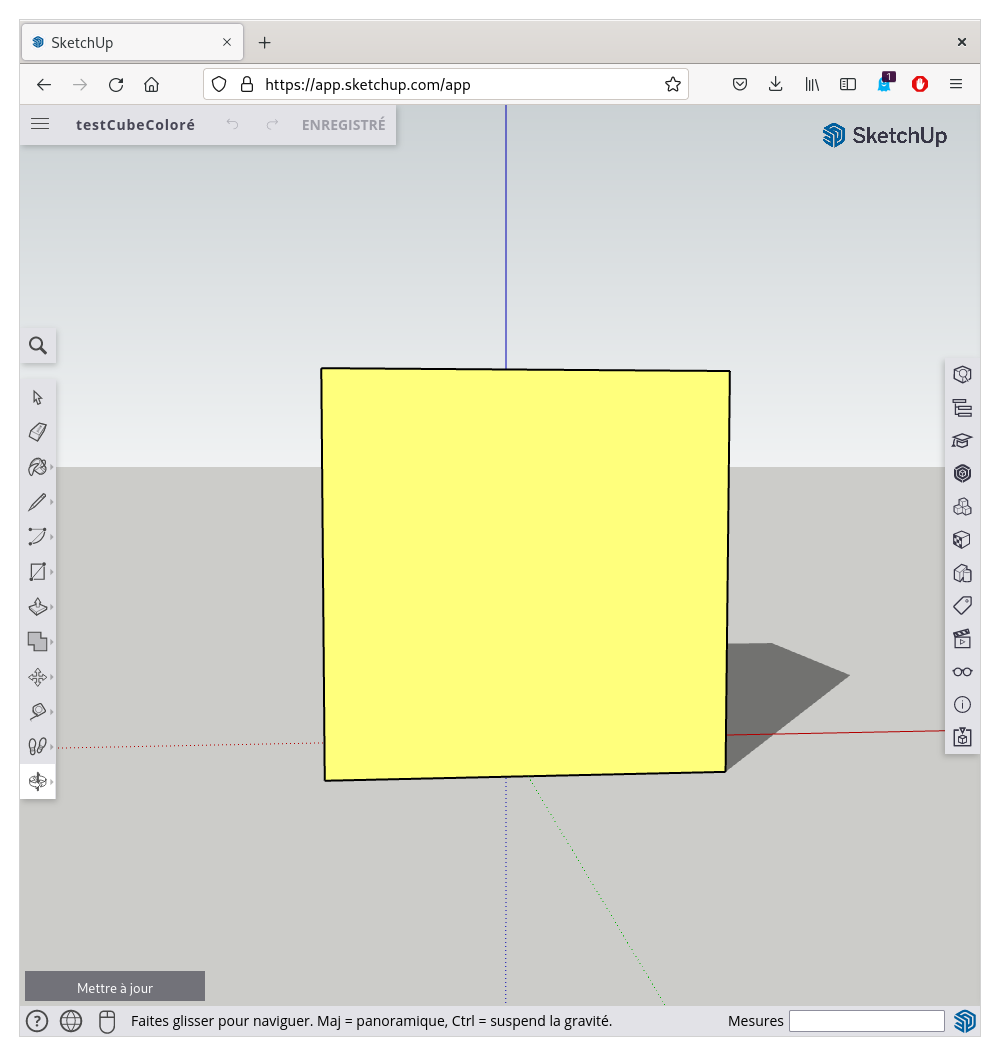 SketchUp
https://app.sketchup.com/app
1
testCubeColoré
ENREGISTRÉ
SketchUp
Mettre à jour
Faites glisser pour naviguer. Maj = panoramique, Ctrl = suspend la gravité.
Mesures